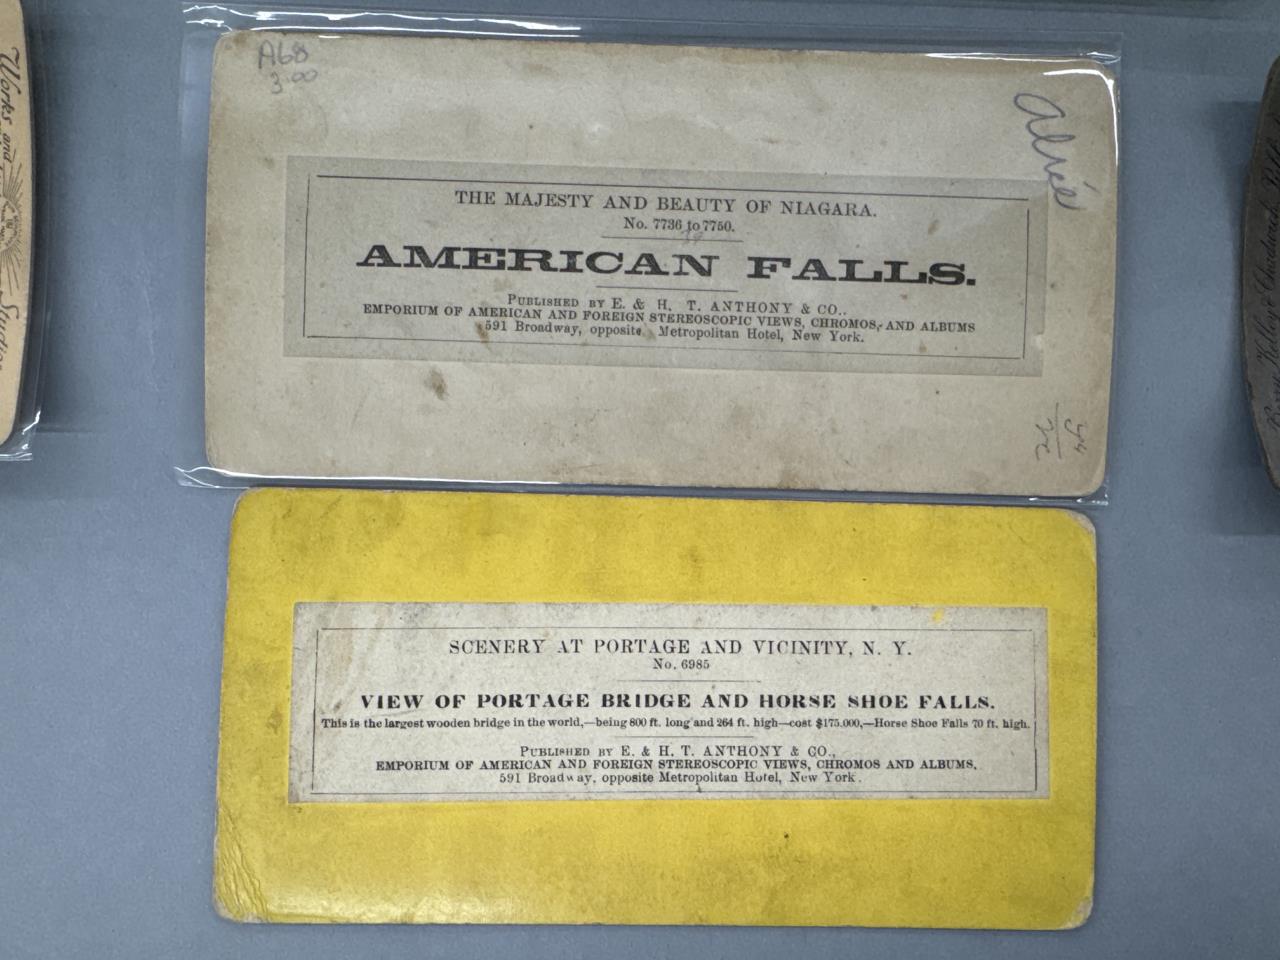 A68
3.00
Alrée
THE MAJESTY AND BEAUTY OF NIAGARA.
No. 7736 to 7750.
AMERICAN FALLS.
PUBLISHED BY E. & H. T. ANTHONY & CO.,
EMPORIUM OF AMERICAN AND FOREIGN STEREOSCOPIC VIEWS, CHROMOS, AND ALBUMS
591 Broadway, opposite Metropolitan Hotel, New York.
SCENERY AT PORTAGE AND VICINITY, N. Y.
No. 6985
VIEW OF PORTAGE BRIDGE AND HORSE SHOE FALLS.
This is the largest wooden bridge in the world,—being 800 ft. long and 264 ft. high—cost $175.000,—Horse Shoe Falls 70 ft. high.
PUBLISHED BY E. & H. T. ANTHONY & CO.,
EMPORIUM OF AMERICAN AND FOREIGN STEREOSCOPIC VIEWS, CHROMOS AND ALBUMS,
591 Broadway, opposite Metropolitan Hotel, New York.
Works and
Studios